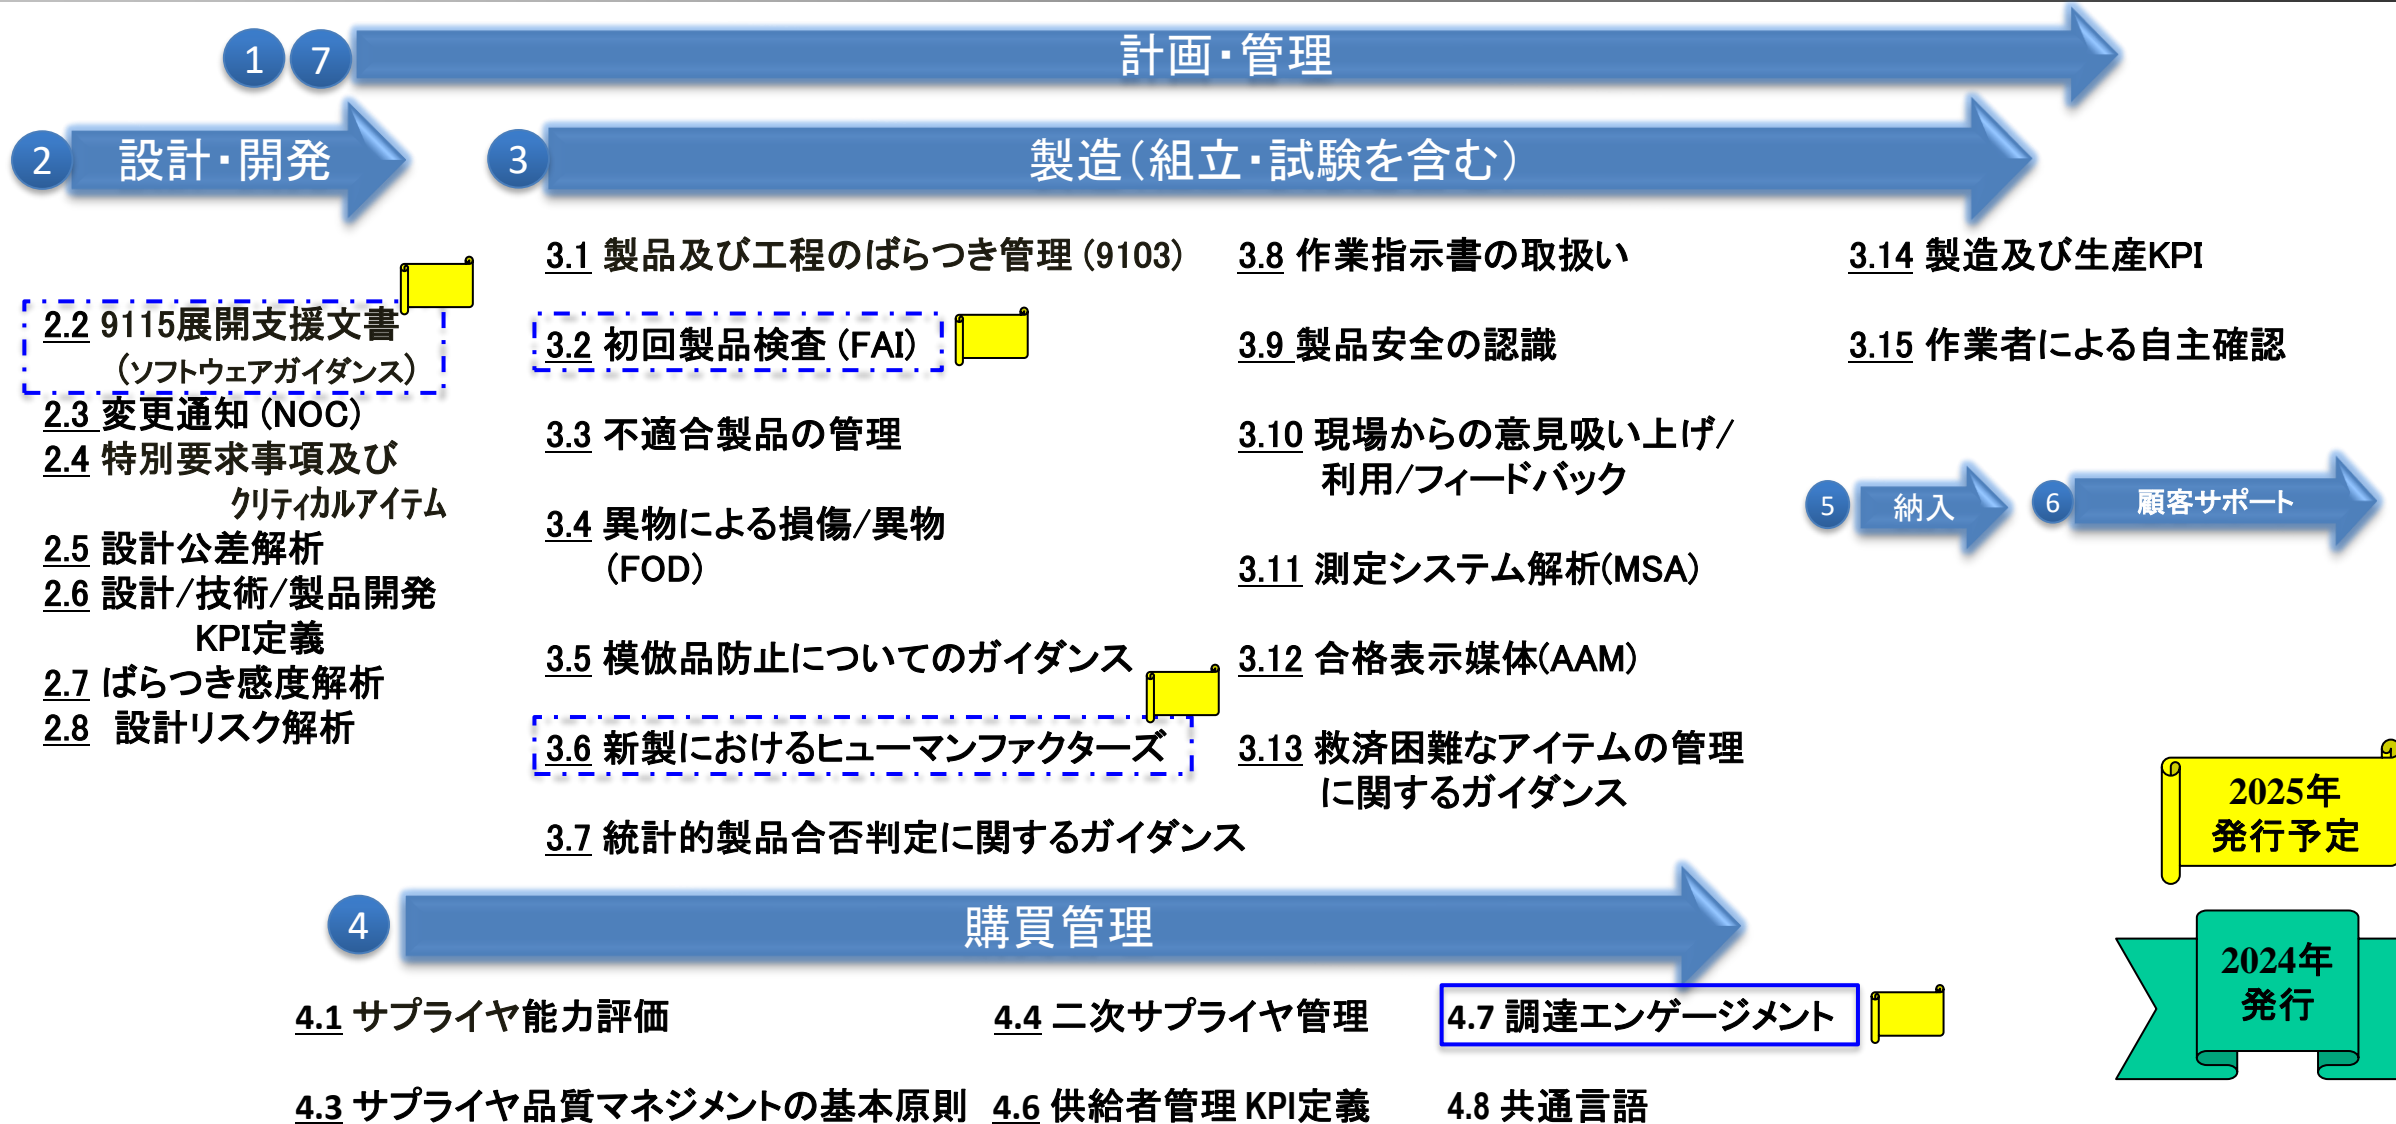 1 7 計画・管理
2 設計・開発
3 製造(組立・試験を含む)
2.2 9115展開支援文書
(ソフトウェアガイダンス)
2.3 変更通知 (NOC)
2.4 特別要求事項及び
クリティカルアイテム
2.5 設計公差解析
2.6 設計/技術/製品開発
KPI定義
2.7 ばらつき感度解析
2.8 設計リスク解析
3.1 製品及び工程のばらつき管理 (9103)
3.2 初回製品検査 (FAI)
3.3 不適合製品の管理
3.4 異物による損傷/異物
(FOD)
3.5 模倣品防止についてのガイダンス
3.6 新製におけるヒューマンファクターズ
3.7 統計的製品合否判定に関するガイダンス
3.8 作業指示書の取扱い
3.9 製品安全の認識
3.10 現場からの意見吸い上げ/
利用/フィードバック
3.11 測定システム解析(MSA)
3.12 合格表示媒体(AAM)
3.13 救済困難なアイテムの管理
に関するガイダンス
3.14 製造及び生産KPI
3.15 作業者による自主確認
5 納入
6 顧客サポート
4 購買管理
4.1 サプライヤ能力評価
4.3 サプライヤ品質マネジメントの基本原則
4.4 二次サプライヤ管理
4.6 供給者管理 KPI定義
4.7 調達エンゲージメント
4.8 共通言語
2025年
発行予定
2024年
発行